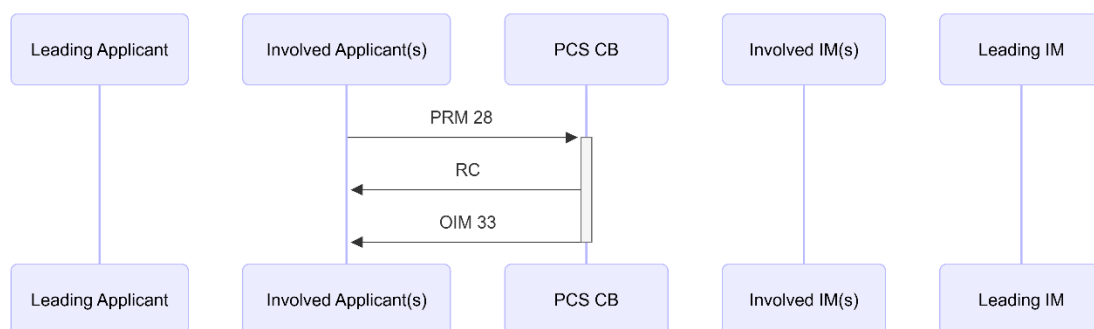 Leading Applicant
Involved Applicant(s)
PCS CB
Involved IM(s)
Leading IM
PRM 28
RC
OIM 33
Leading Applicant
Involved Applicant(s)
PCS CB
Involved IM(s)
Leading IM